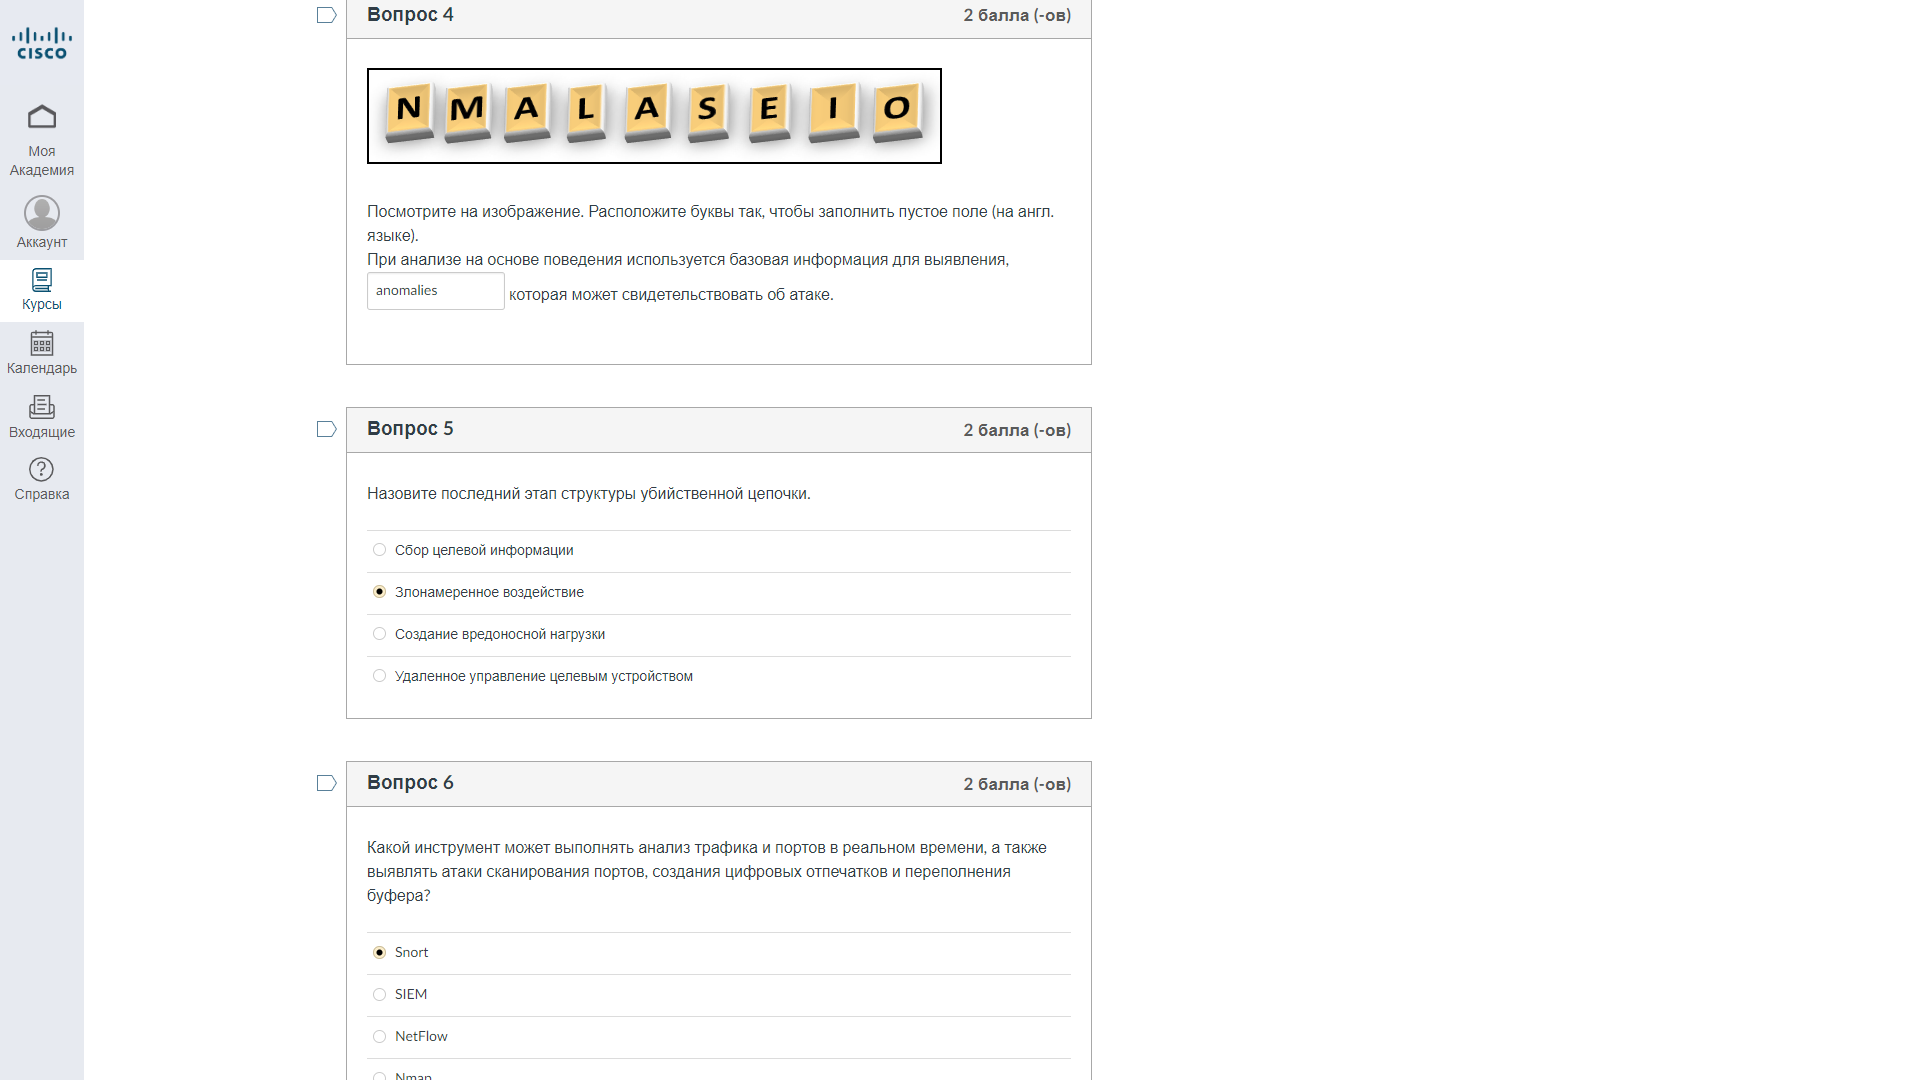 CISCO
Моя
Академия
Аккаунт
Курсы
Календарь
Входящие
Справка
Вопрос 4
2 балла (-ов)
N M A L A S E I O
Посмотрите на изображение. Расположите буквы так, чтобы заполнить пустое поле (на англ.
языке).
При анализе на основе поведения используется базовая информация для выявления,
anomalies которая может свидетельствовать об атаке.
Вопрос 5
2 балла (-ов)
Назовите последний этап структуры убийственной цепочки.
Сбор целевой информации
Злонамеренное воздействие
Создание вредоносной нагрузки
Удаленное управление целевым устройством
Вопрос 6
2 балла (-ов)
Какой инструмент может выполнять анализ трафика и портов в реальном времени, а также
выявлять атаки сканирования портов, создания цифровых отпечатков и переполнения
буфера?
Snort
SIEM
NetFlow
Nmap